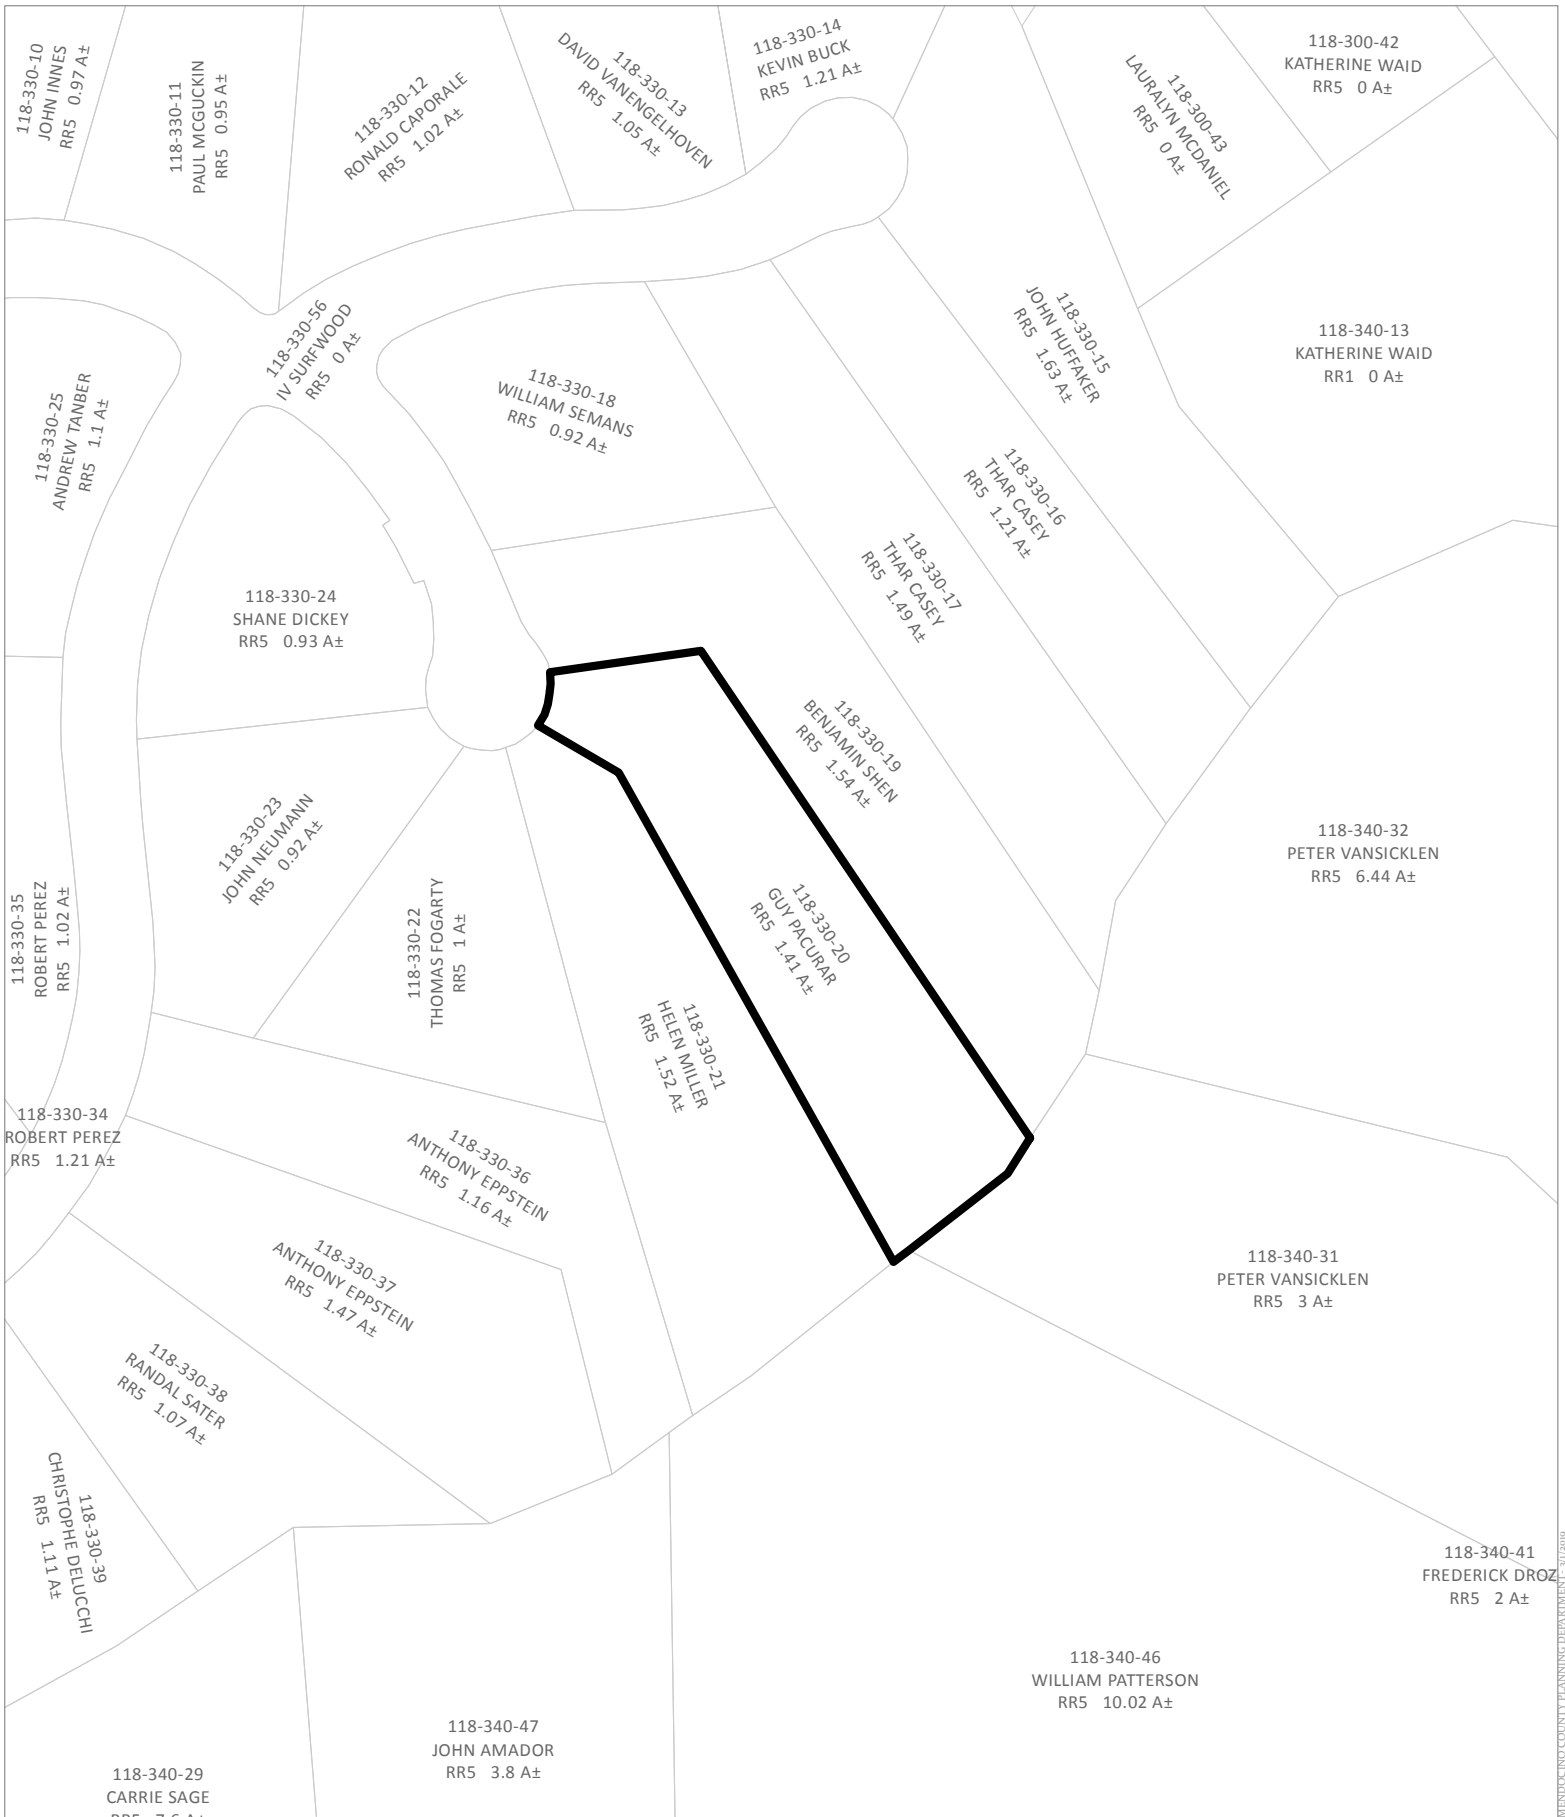 118-330-10
JOHN INNES
RR5 0.97 A±
118-330-11
PAUL MCGUCKIN
RR5 0.95 A±
118-330-12
RONALD CAPORALE
RR5 1.02 A±
118-330-13
DAVID VANENGELHOVEN
RR5 1.05 A±
118-330-14
KEVIN BUCK
RR5 1.21 A±
118-300-43
LAURALYN MCDANIEL
RR5 0 A±
118-300-42
KATHERINE WAID
RR5 0 A±
118-330-56
IV SURFWOOD
RR5 0 A±
118-330-15
JOHN HUFFAKER
RR5 1.63 A±
118-340-13
KATHERINE WAID
RR1 0 A±
118-330-25
ANDREW TANBER
RR5 1.1 A±
118-330-18
WILLIAM SEMANS
RR5 0.92 A±
118-330-16
THAR CASEY
RR5 1.21 A±
118-330-17
THAR CASEY
RR5 1.49 A±
118-330-24
SHANE DICKEY
RR5 0.93 A±
118-330-19
BENJAMIN SHEN
RR5 1.54 A±
118-330-23
JOHN NEUMANN
RR5 0.92 A±
118-340-32
PETER VANSICKLEN
RR5 6.44 A±
118-330-35
ROBERT PEREZ
RR5 1.02 A±
118-330-22
THOMAS FOGARTY
RR5 1 A±
118-330-20
GUY PACURAR
RR5 1.41 A±
118-330-21
HELEN MILLER
RR5 1.52 A±
118-330-34
ROBERT PEREZ
RR5 1.21 A±
118-330-36
ANTHONY EPPSTEIN
RR5 1.16 A±
118-330-37
ANTHONY EPPSTEIN
RR5 1.47 A±
118-340-31
PETER VANSICKLEN
RR5 3 A±
118-330-38
RANDAL SATER
RR5 1.07 A±
118-330-39
CHRISTOPHE DELUCCHI
RR5 1.11 A±
118-340-41
FREDERICK DROZ
RR5 2 A±
118-340-46
WILLIAM PATTERSON
RR5 10.02 A±
118-340-47
JOHN AMADOR
RR5 3.8 A±
118-340-29
CARRIE SAGE
RR5 7.6 A±
MENDOCINO COUNTY PLANNING DEPARTMENT - 3/1/2019